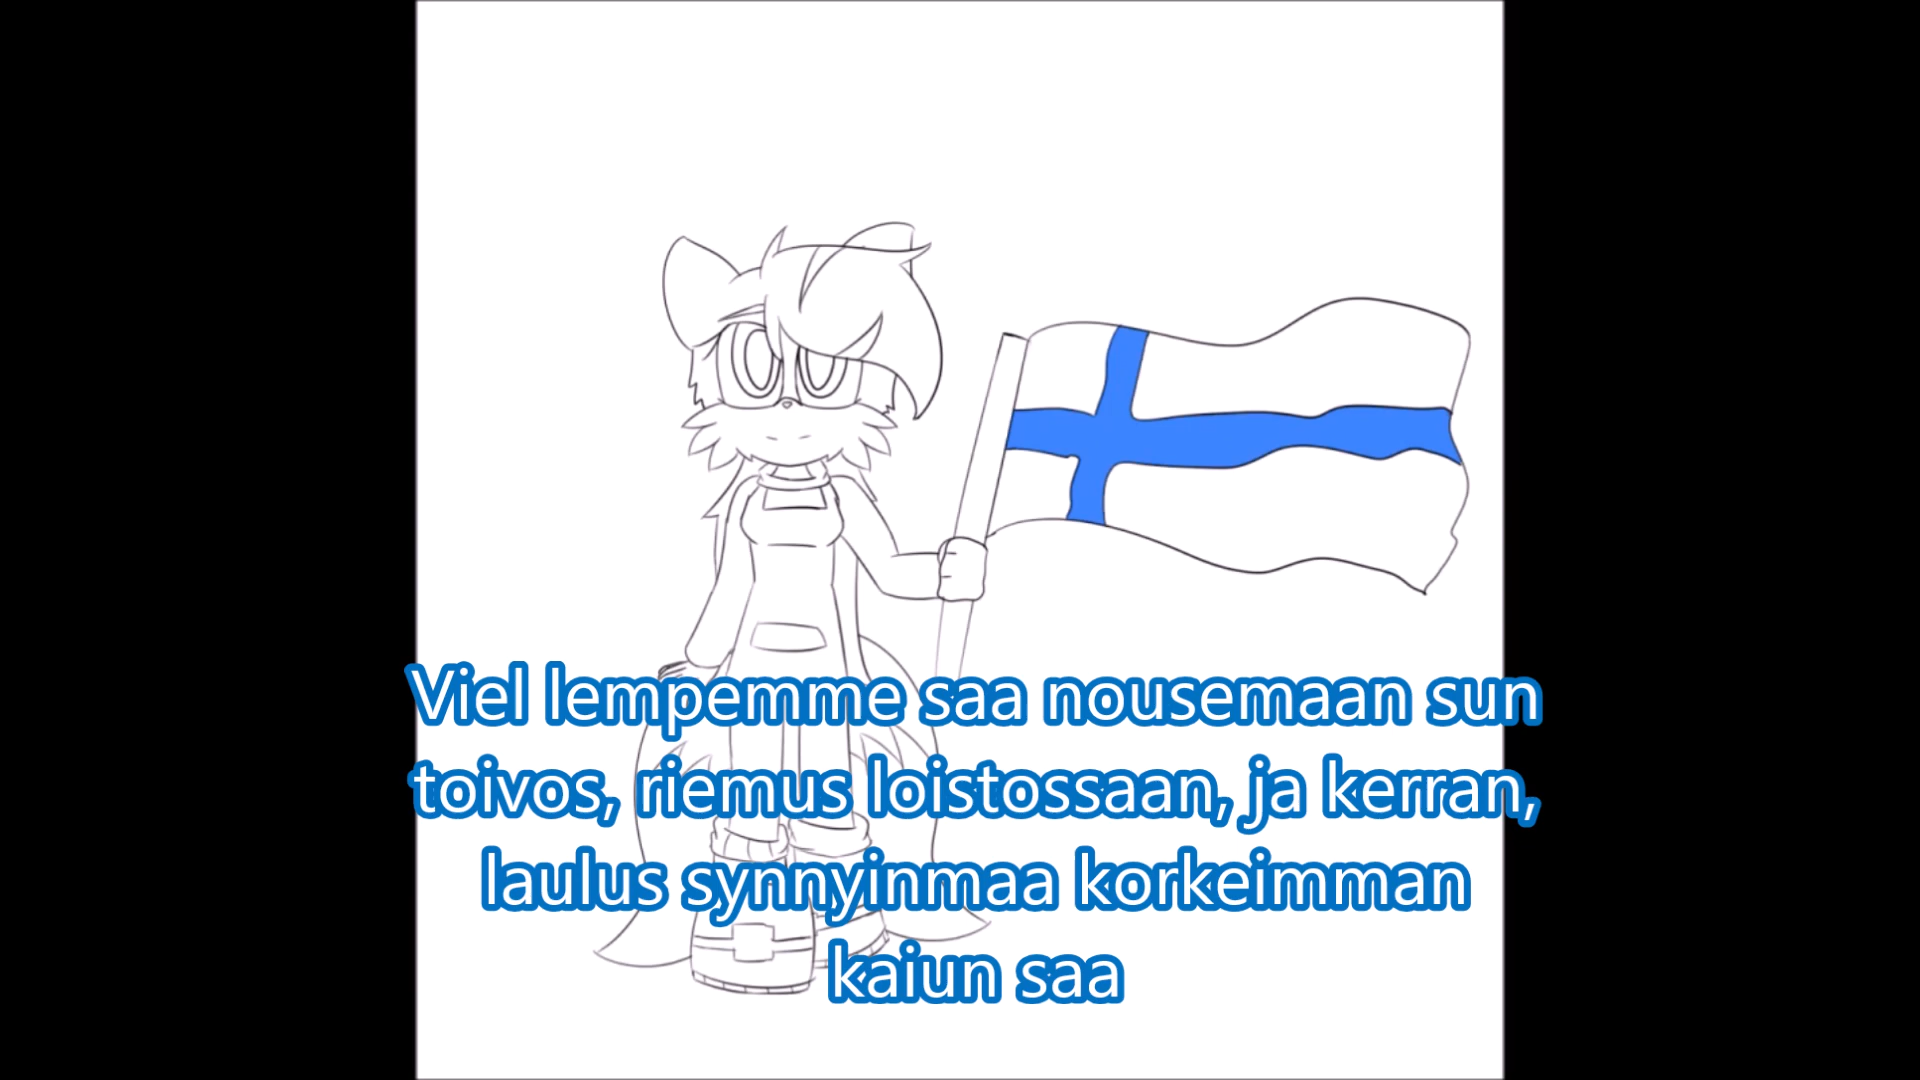 Viel lempemme saa nousemaan sun
toivos, riemus loistossaan, ja kerran,
laulus synnyinmaa korkeimman
kaiun saa